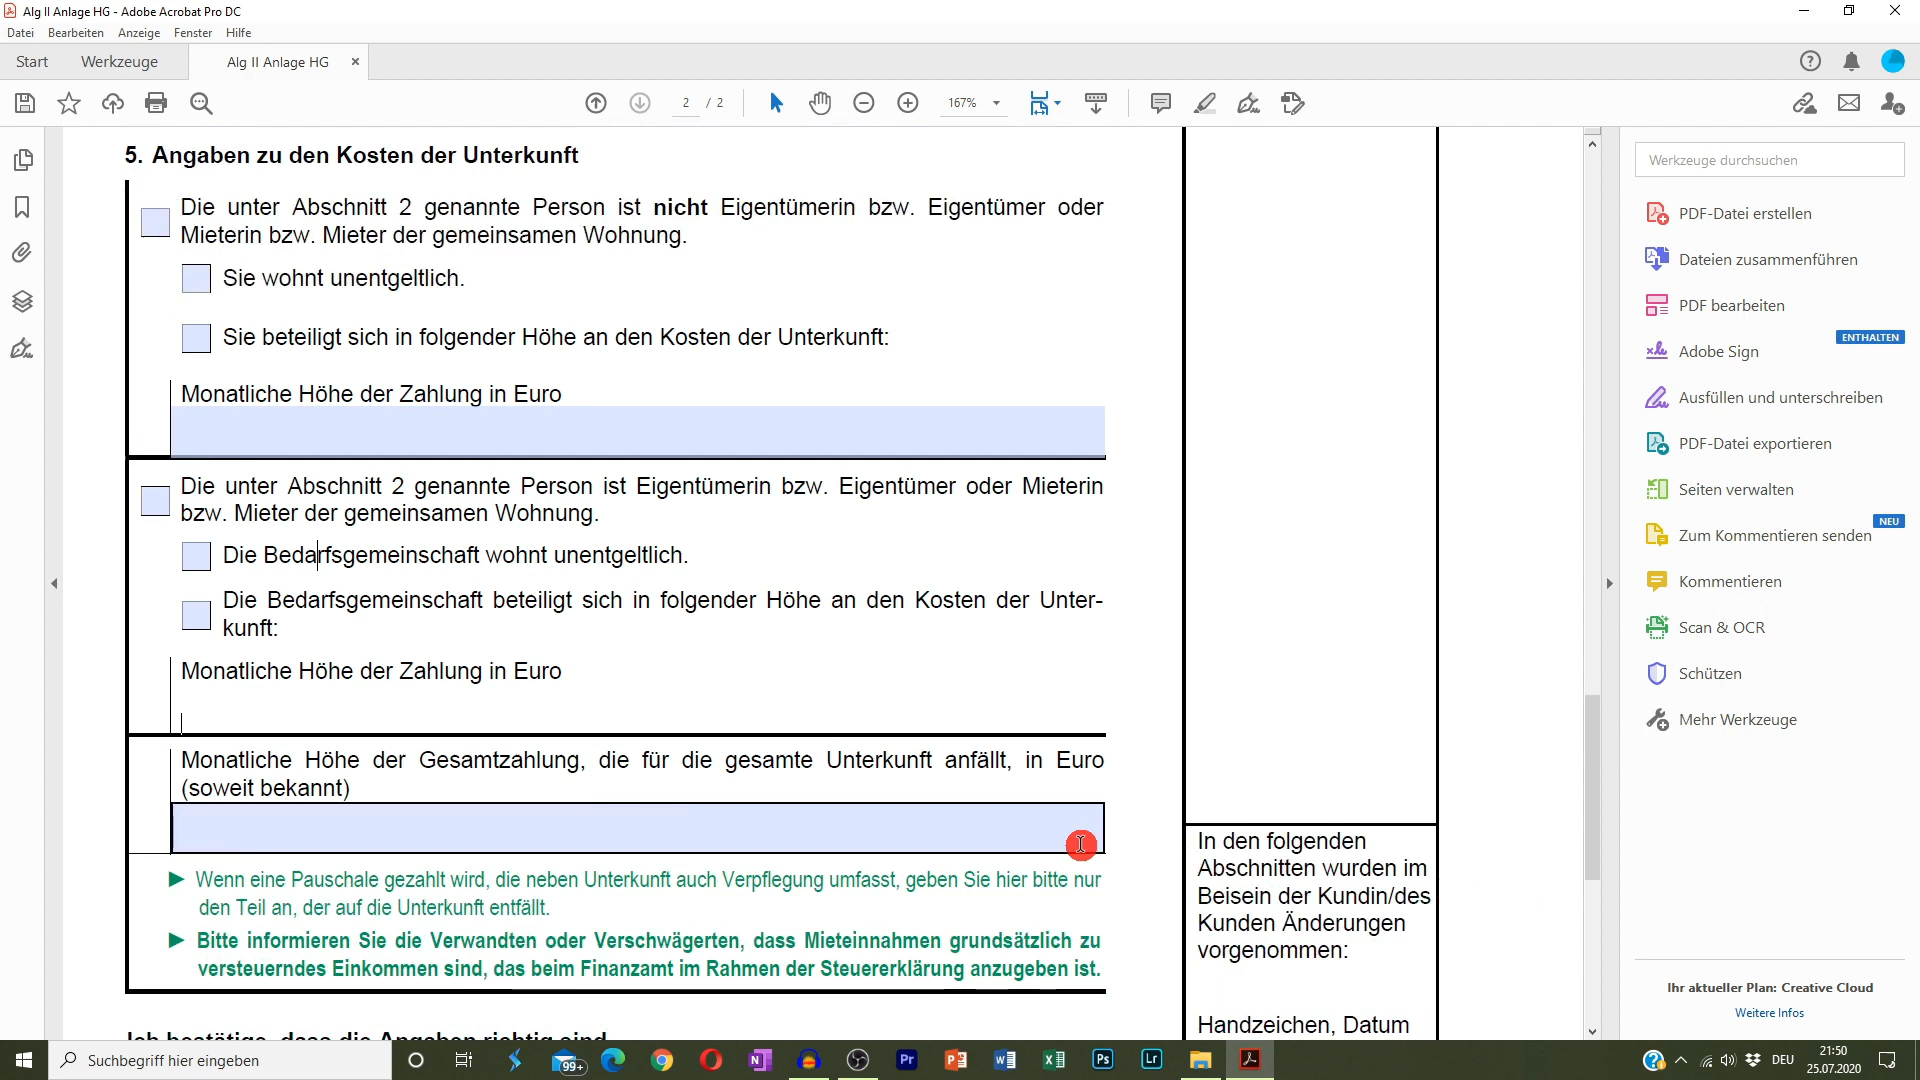 Alg II Anlage HG - Adobe Acrobat Pro DC
Datei Bearbeiten Anzeige Fenster Hilfe
Start Werkzeuge Alg II Anlage HG ×
2 / 2 167%
5. Angaben zu den Kosten der Unterkunft
Die unter Abschnitt 2 genannte Person ist nicht Eigentümerin bzw. Eigentümer oder
Mieterin bzw. Mieter der gemeinsamen Wohnung.
Sie wohnt unentgeltlich.
Sie beteiligt sich in folgender Höhe an den Kosten der Unterkunft:
Monatliche Höhe der Zahlung in Euro
Die unter Abschnitt 2 genannte Person ist Eigentümerin bzw. Eigentümer oder Mieterin
bzw. Mieter der gemeinsamen Wohnung.
Die Bedarfsgemeinschaft wohnt unentgeltlich.
Die Bedarfsgemeinschaft beteiligt sich in folgender Höhe an den Kosten der Unter-
kunft:
Monatliche Höhe der Zahlung in Euro
Monatliche Höhe der Gesamtzahlung, die für die gesamte Unterkunft anfällt, in Euro
(soweit bekannt)
► Wenn eine Pauschale gezahlt wird, die neben Unterkunft auch Verpflegung umfasst, geben Sie hier bitte nur
den Teil an, der auf die Unterkunft entfällt.
► Bitte informieren Sie die Verwandten oder Verschwägerten, dass Mieteinnahmen grundsätzlich zu
versteuerndes Einkommen sind, das beim Finanzamt im Rahmen der Steuererklärung anzugeben ist.
Ich bestätige, dass die Angaben richtig sind
In den folgenden
Abschnitten wurden im
Beisein der Kundin/des
Kunden Änderungen
vorgenommen:
Handzeichen, Datum
Werkzeuge durchsuchen
PDF-Datei erstellen
Dateien zusammenführen
PDF bearbeiten
ENTHALTEN
Adobe Sign
Ausfüllen und unterschreiben
PDF-Datei exportieren
Seiten verwalten
NEU
Zum Kommentieren senden
Kommentieren
Scan & OCR
Schützen
Mehr Werkzeuge
Ihr aktueller Plan: Creative Cloud
Weitere Infos
Suchbegriff hier eingeben
99+
DEU
21:50
25.07.2020